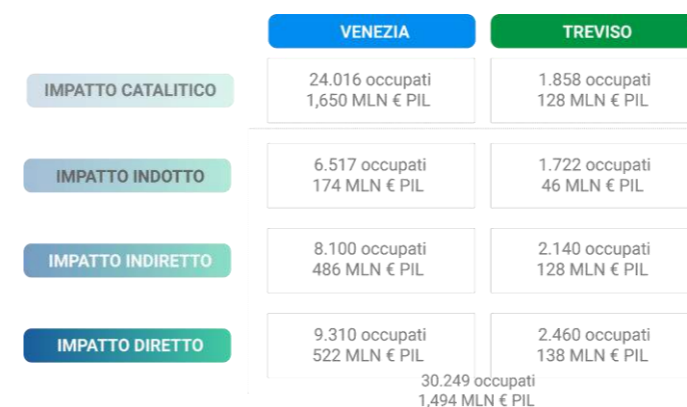 VENEZIA TREVISO
IMPATTO CATALITICO
24.016 occupati
1,650 MLN € PIL
1.858 occupati
128 MLN € PIL
IMPATTO INDOTTO
6.517 occupati
174 MLN € PIL
1.722 occupati
46 MLN € PIL
IMPATTO INDIRETTO
8.100 occupati
486 MLN € PIL
2.140 occupati
128 MLN € PIL
IMPATTO DIRETTO
9.310 occupati
522 MLN € PIL
2.460 occupati
138 MLN € PIL
30.249 occupati
1,494 MLN € PIL